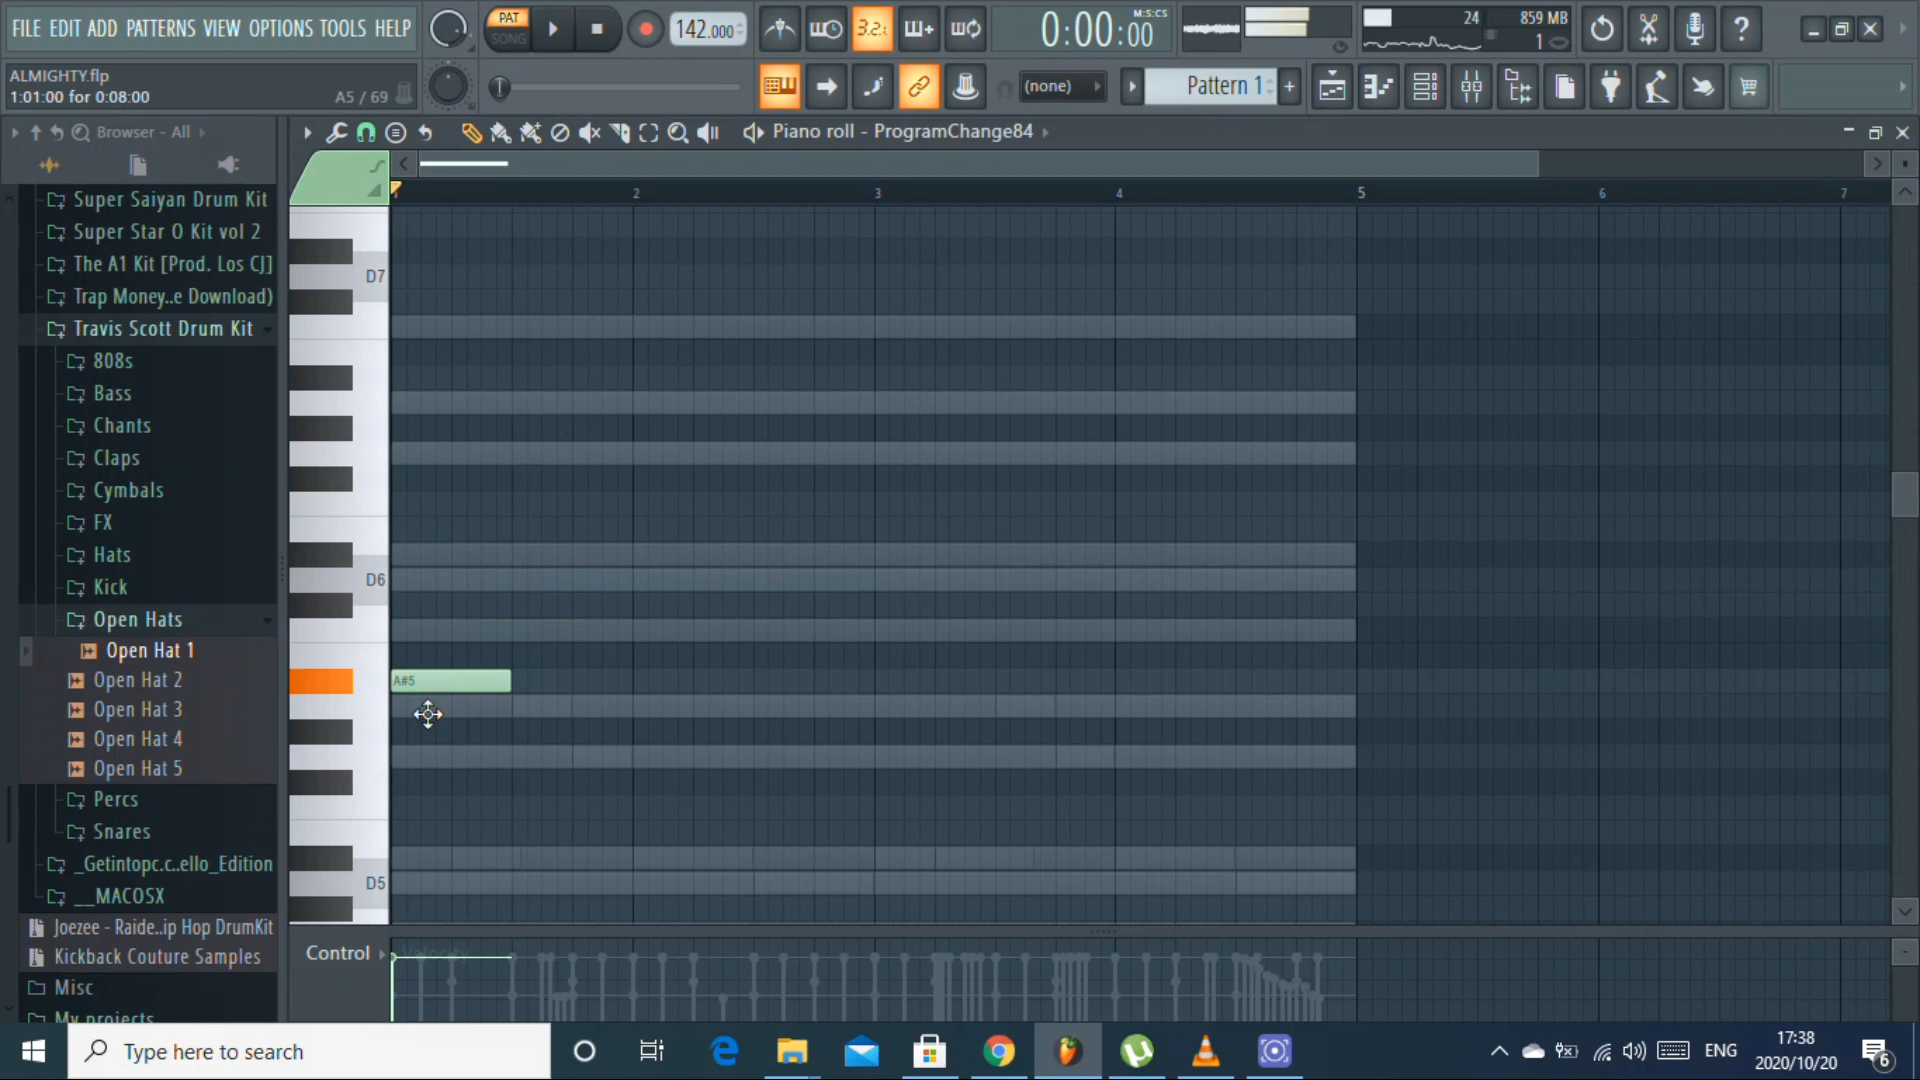 FILE EDIT ADD PATTERNS VIEW OPTIONS TOOLS HELP
PAT
SONG
142.000
3.2.
0:00:00
M:S:CS
24
859 MB
1
ALMIGHTY.flp
1:01:00 for 0:08:00
A5 / 69
(none)
Pattern 1
Browser - All
Piano roll - ProgramChange84
Super Saiyan Drum Kit
Super Star O Kit vol 2
The A1 Kit [Prod. Los CJ]
Trap Money..e Download)
Travis Scott Drum Kit
808s
Bass
Chants
Claps
Cymbals
FX
Hats
Kick
Open Hats
Open Hat 1
Open Hat 2
Open Hat 3
Open Hat 4
Open Hat 5
Percs
Snares
_Getintopc.c..ello_Edition
__MACOSX
Joezee - Raide..ip Hop DrumKit
Kickback Couture Samples
Misc
My projects
2
3
4
5
6
7
D7
D6
A#5
D5
Control
Velocity
Type here to search
ENG
17:38
2020/10/20
6